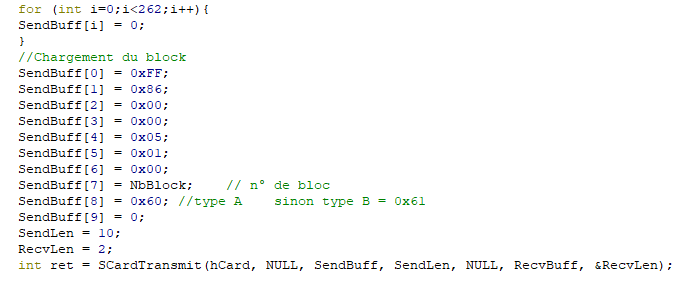 for (int i=0;i<262;i++){
SendBuff[i] = 0;
}
//Chargement du block
SendBuff[0] = 0xFF;
SendBuff[1] = 0x86;
SendBuff[2] = 0x00;
SendBuff[3] = 0x00;
SendBuff[4] = 0x05;
SendBuff[5] = 0x01;
SendBuff[6] = 0x00;
SendBuff[7] = NbBlock;    // n° de bloc
SendBuff[8] = 0x60; //type A    sinon type B = 0x61
SendBuff[9] = 0;
SendLen = 10;
RecvLen = 2;
int ret = SCardTransmit(hCard, NULL, SendBuff, SendLen, NULL, RecvBuff, &RecvLen);